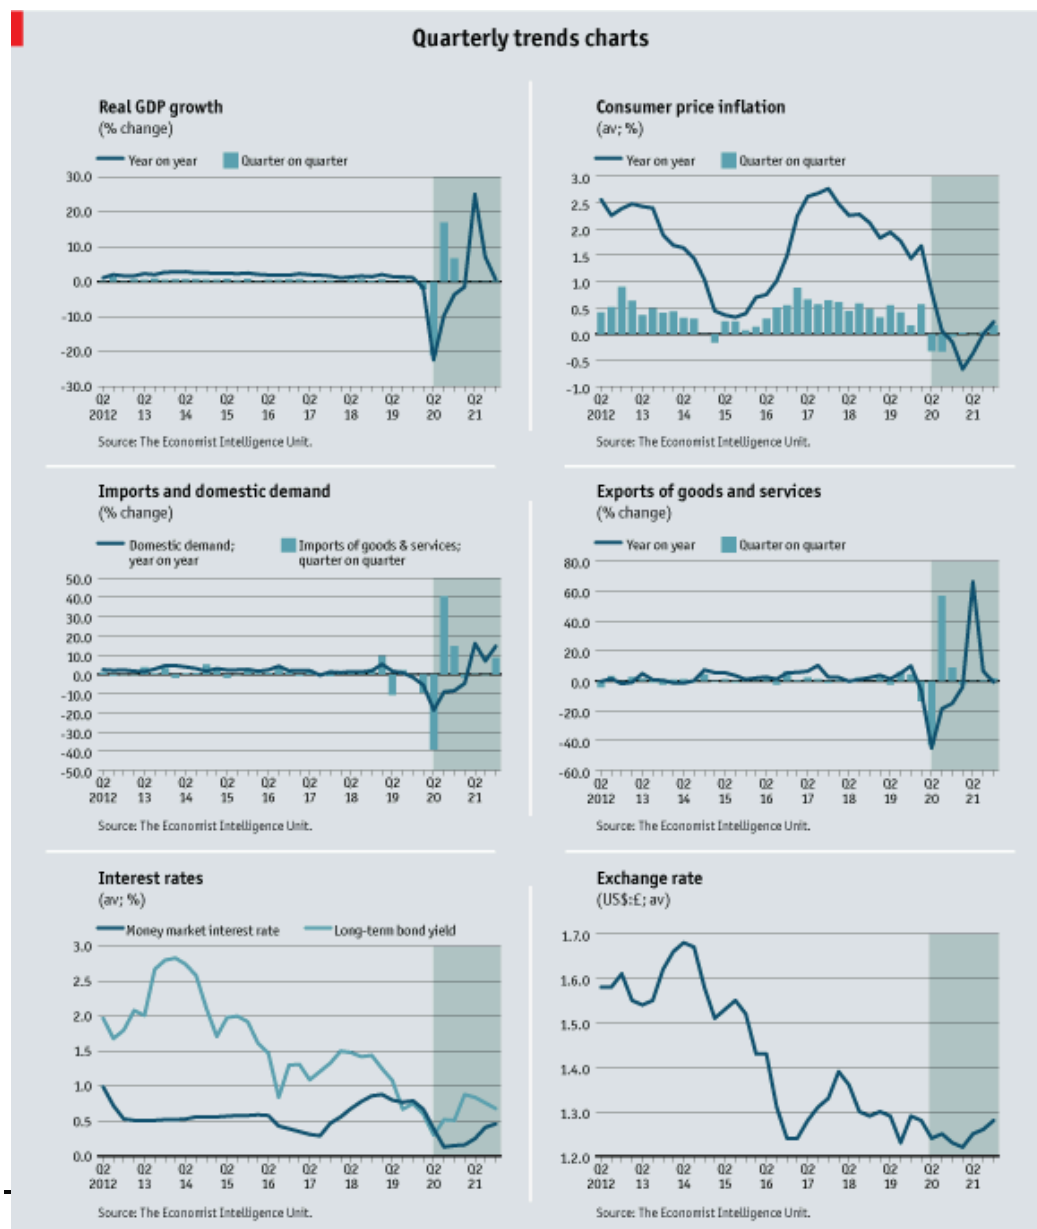 Quarterly trends charts
Real GDP growth
(% change)
Year on year
Quarter on quarter
30.0
20.0
10.0
0.0
-10.0
-20.0
-30.0
Q2 Q2 Q2 Q2 Q2 Q2 Q2 Q2 Q2 Q2
2012 13 14 15 16 17 18 19 20 21
Source: The Economist Intelligence Unit.
Consumer price inflation
(av; %)
Year on year
Quarter on quarter
3.0
2.5
2.0
1.5
1.0
0.5
0.0
-0.5
-1.0
Q2 Q2 Q2 Q2 Q2 Q2 Q2 Q2 Q2 Q2
2012 13 14 15 16 17 18 19 20 21
Source: The Economist Intelligence Unit.
Imports and domestic demand
(% change)
Domestic demand;
year on year
Imports of goods & services;
quarter on quarter
50.0
40.0
30.0
20.0
10.0
0.0
-10.0
-20.0
-30.0
-40.0
-50.0
Q2 Q2 Q2 Q2 Q2 Q2 Q2 Q2 Q2 Q2
2012 13 14 15 16 17 18 19 20 21
Source: The Economist Intelligence Unit.
Exports of goods and services
(% change)
Year on year
Quarter on quarter
80.0
60.0
40.0
20.0
0.0
-20.0
-40.0
-60.0
Q2 Q2 Q2 Q2 Q2 Q2 Q2 Q2 Q2 Q2
2012 13 14 15 16 17 18 19 20 21
Source: The Economist Intelligence Unit.
Interest rates
(av; %)
Money market interest rate
Long-term bond yield
3.0
2.5
2.0
1.5
1.0
0.5
0.0
Q2 Q2 Q2 Q2 Q2 Q2 Q2 Q2 Q2 Q2
2012 13 14 15 16 17 18 19 20 21
Source: The Economist Intelligence Unit.
Exchange rate
(US$:£; av)
1.7.0
1.6.0
1.5.0
1.4.0
1.3.0
1.2.0
Q2 Q2 Q2 Q2 Q2 Q2 Q2 Q2 Q2 Q2
2012 13 14 15 16 17 18 19 20 21
Source: The Economist Intelligence Unit.